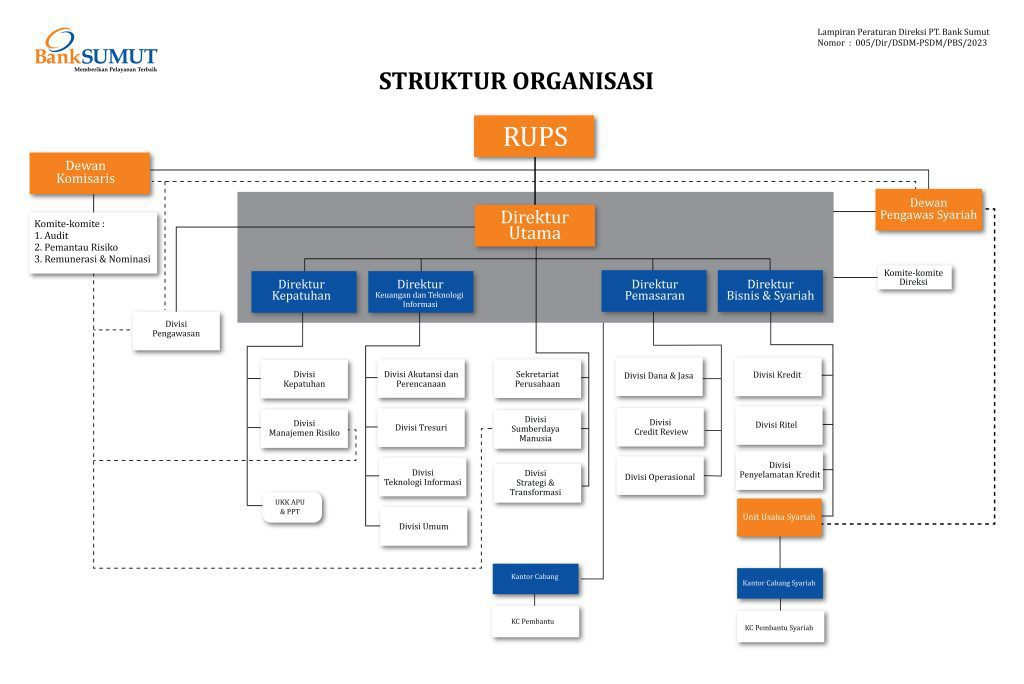 BankSUMUT
Memberikan Pelayanan Terbaik
Lampiran Peraturan Direksi PT. Bank Sumut
Nomor : 005/Dir/DSDM-PSDM/PBS/2023
STRUKTUR ORGANISASI
RUPS
Dewan
Komisaris
Komite-komite :
1. Audit
2. Pemantau Risiko
3. Remunerasi & Nominasi
Dewan
Pengawas Syariah
Direktur
Utama
Direktur
Kepatuhan
Direktur
Keuangan dan Teknologi
Informasi
Direktur
Pemasaran
Direktur
Bisnis & Syariah
Komite-komite
Direksi
Divisi
Pengawasan
Divisi
Kepatuhan
Divisi
Manajemen Risiko
UKK APU
& PPT
Divisi Akutansi dan
Perencanaan
Divisi Tresuri
Divisi
Teknologi Informasi
Divisi Umum
Sekretariat
Perusahaan
Divisi
Sumberdaya
Manusia
Divisi
Strategi &
Transformasi
Divisi Dana & Jasa
Divisi
Credit Review
Divisi Operasional
Divisi Kredit
Divisi Ritel
Divisi
Penyelamatan Kredit
Unit Usaha Syariah
Kantor Cabang
KC Pembantu
Kantor Cabang Syariah
KC Pembantu Syariah